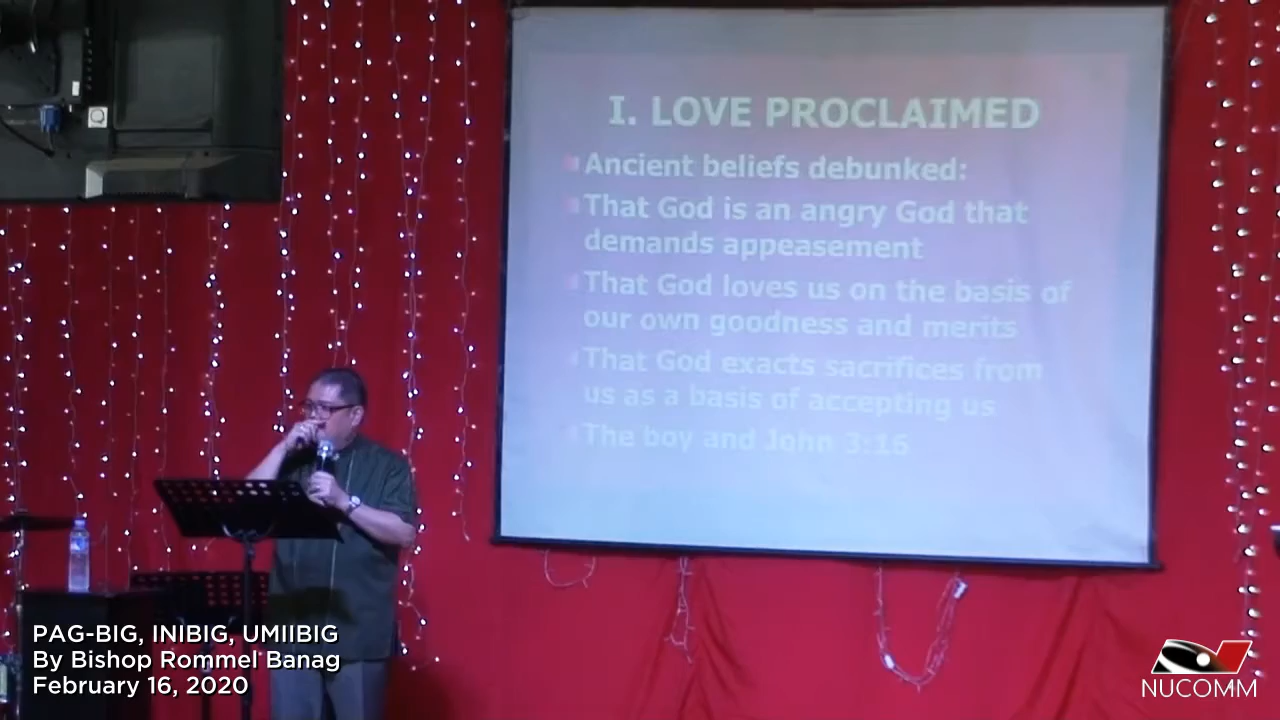 I. LOVE PROCLAIMED
Ancient beliefs debunked:
That God is an angry God that
demands appeasement
That God loves us on the basis of
our own goodness and merits
That God exacts sacrifices from
us as a basis of accepting us
The boy and John 3:16
PAG-BIG, INIBIG, UMIIBIG
By Bishop Rommel Banag
February 16, 2020
NUCOMM